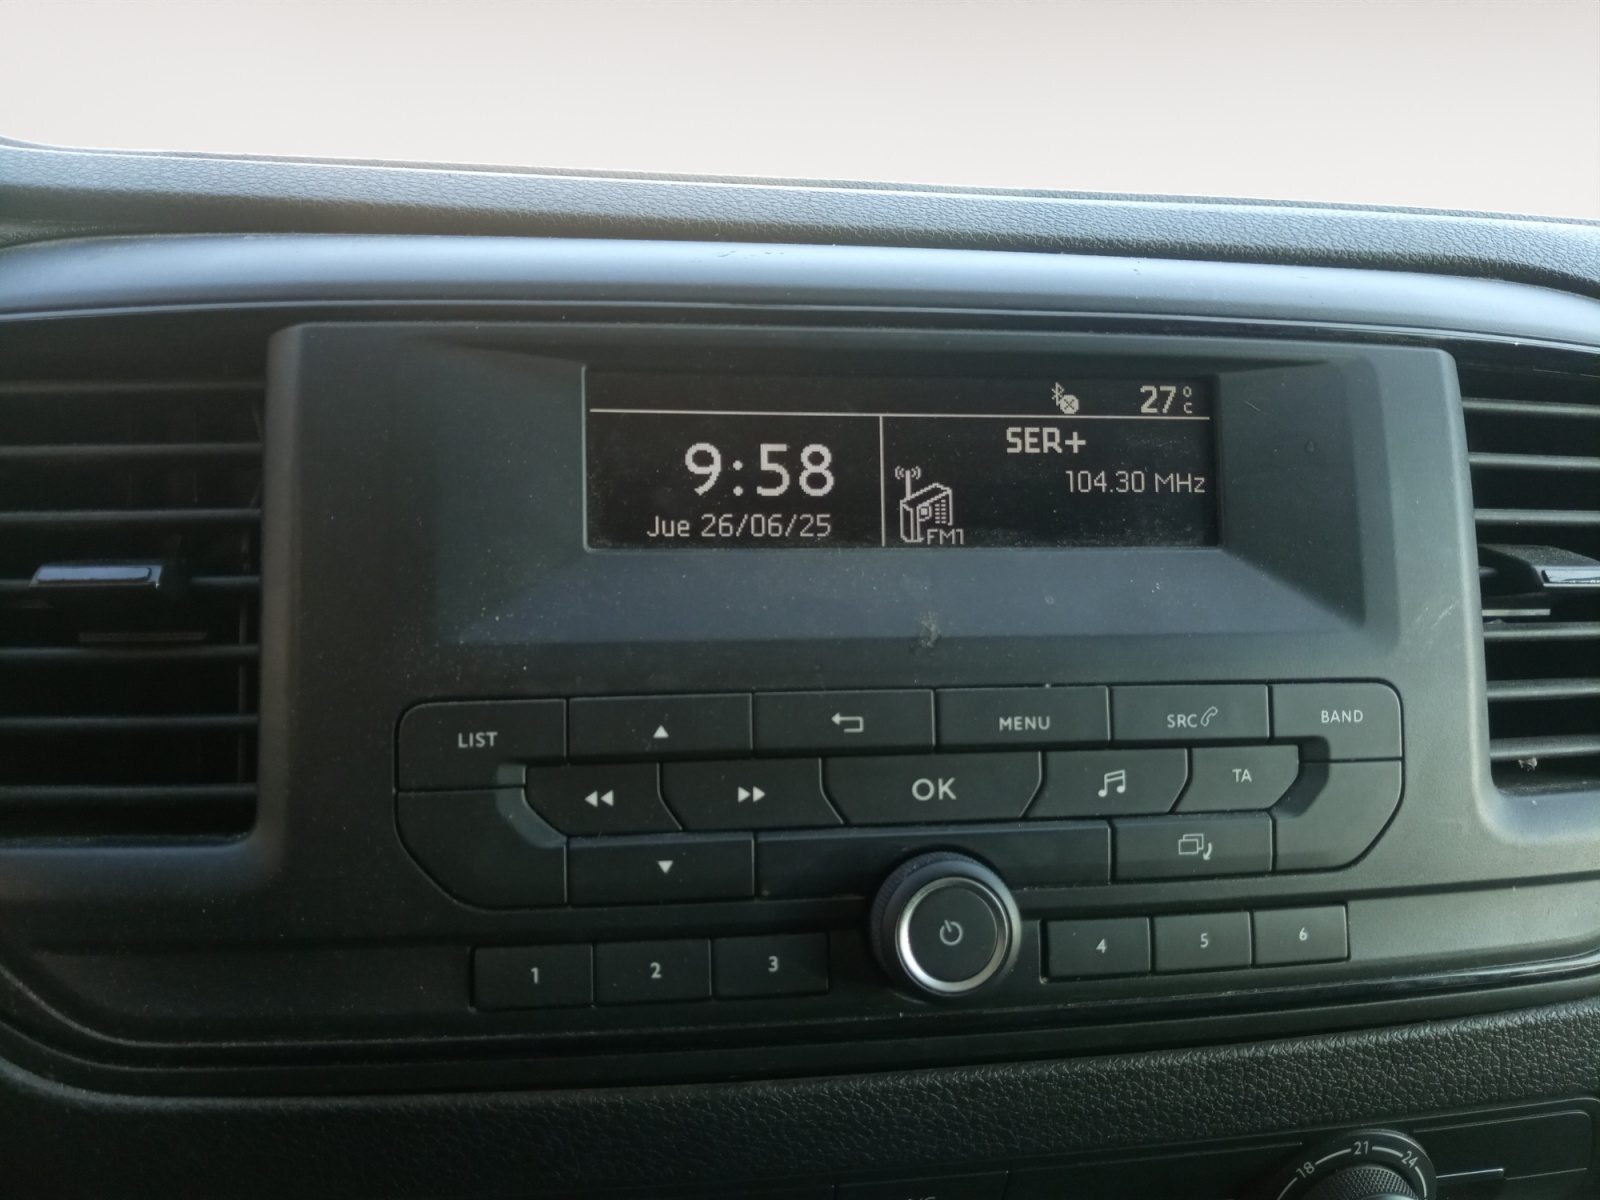 27°C
9:58
Jue 26/06/25
SER+
104.30 MHz
FM1
LIST
MENU
SRC
BAND
OK
TA
1
2
3
4
5
6
18
21
24